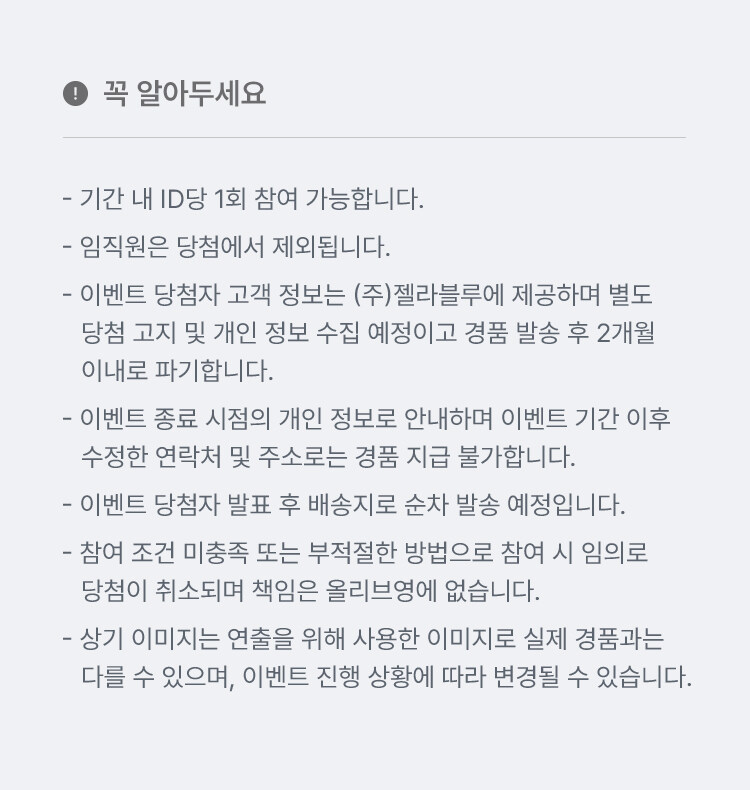 꼭 알아두세요
- 기간 내 ID당 1회 참여 가능합니다.
- 임직원은 당첨에서 제외됩니다.
- 이벤트 당첨자 고객 정보는 (주)젤라블루에 제공하며 별도
당첨 고지 및 개인 정보 수집 예정이고 경품 발송 후 2개월
이내로 파기합니다.
- 이벤트 종료 시점의 개인 정보로 안내하며 이벤트 기간 이후
수정한 연락처 및 주소로는 경품 지급 불가합니다.
- 이벤트 당첨자 발표 후 배송지로 순차 발송 예정입니다.
- 참여 조건 미충족 또는 부적절한 방법으로 참여 시 임의로
당첨이 취소되며 책임은 올리브영에 없습니다.
- 상기 이미지는 연출을 위해 사용한 이미지로 실제 경품과는
다를 수 있으며, 이벤트 진행 상황에 따라 변경될 수 있습니다.